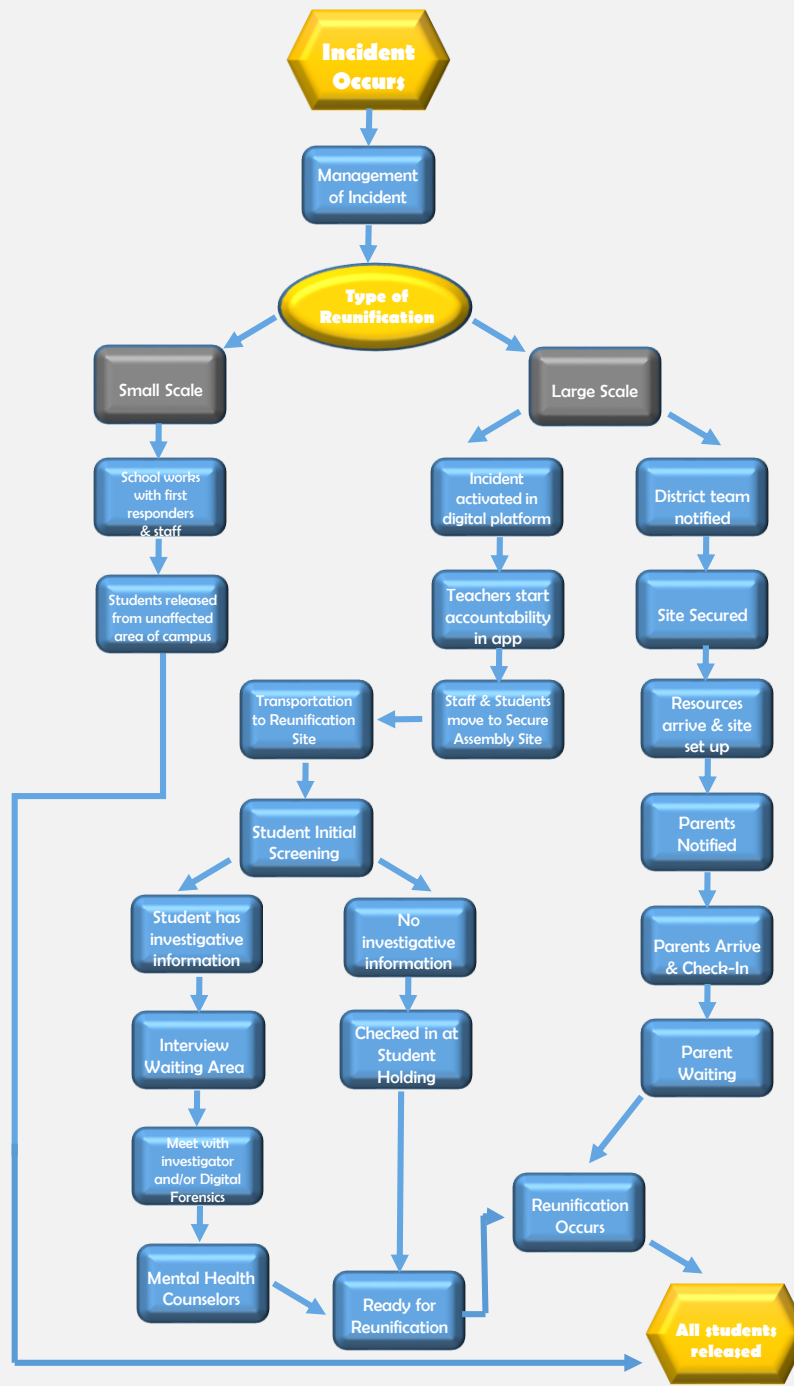 Incident
Occurs
Management
of Incident
Type of
Reunification
Small Scale
Large Scale
School works
with first
responders
& staff
Incident
activated in
digital platform
District team
notified
Students released
from unaffected
area of campus
Teachers start
accountability
in app
Site Secured
Transportation
to Reunification
Site
Staff & Students
move to Secure
Assembly Site
Resources
arrive & site
set up
Student Initial
Screening
Parents
Notified
Student has
investigative
information
No
investigative
information
Parents Arrive
& Check-In
Interview
Waiting Area
Checked in at
Student
Holding
Parent
Waiting
Meet with
investigator
and/or Digital
Forensics
Reunification
Occurs
Mental Health
Counselors
Ready for
Reunification
All students
released